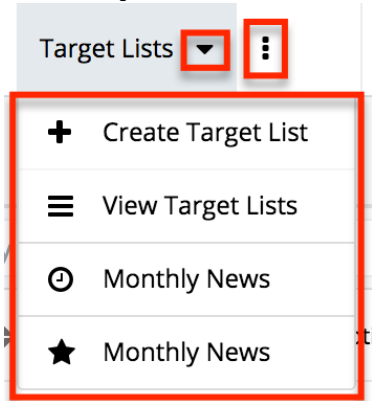 Target Lists
Create Target List
View Target Lists
Monthly News
Monthly News